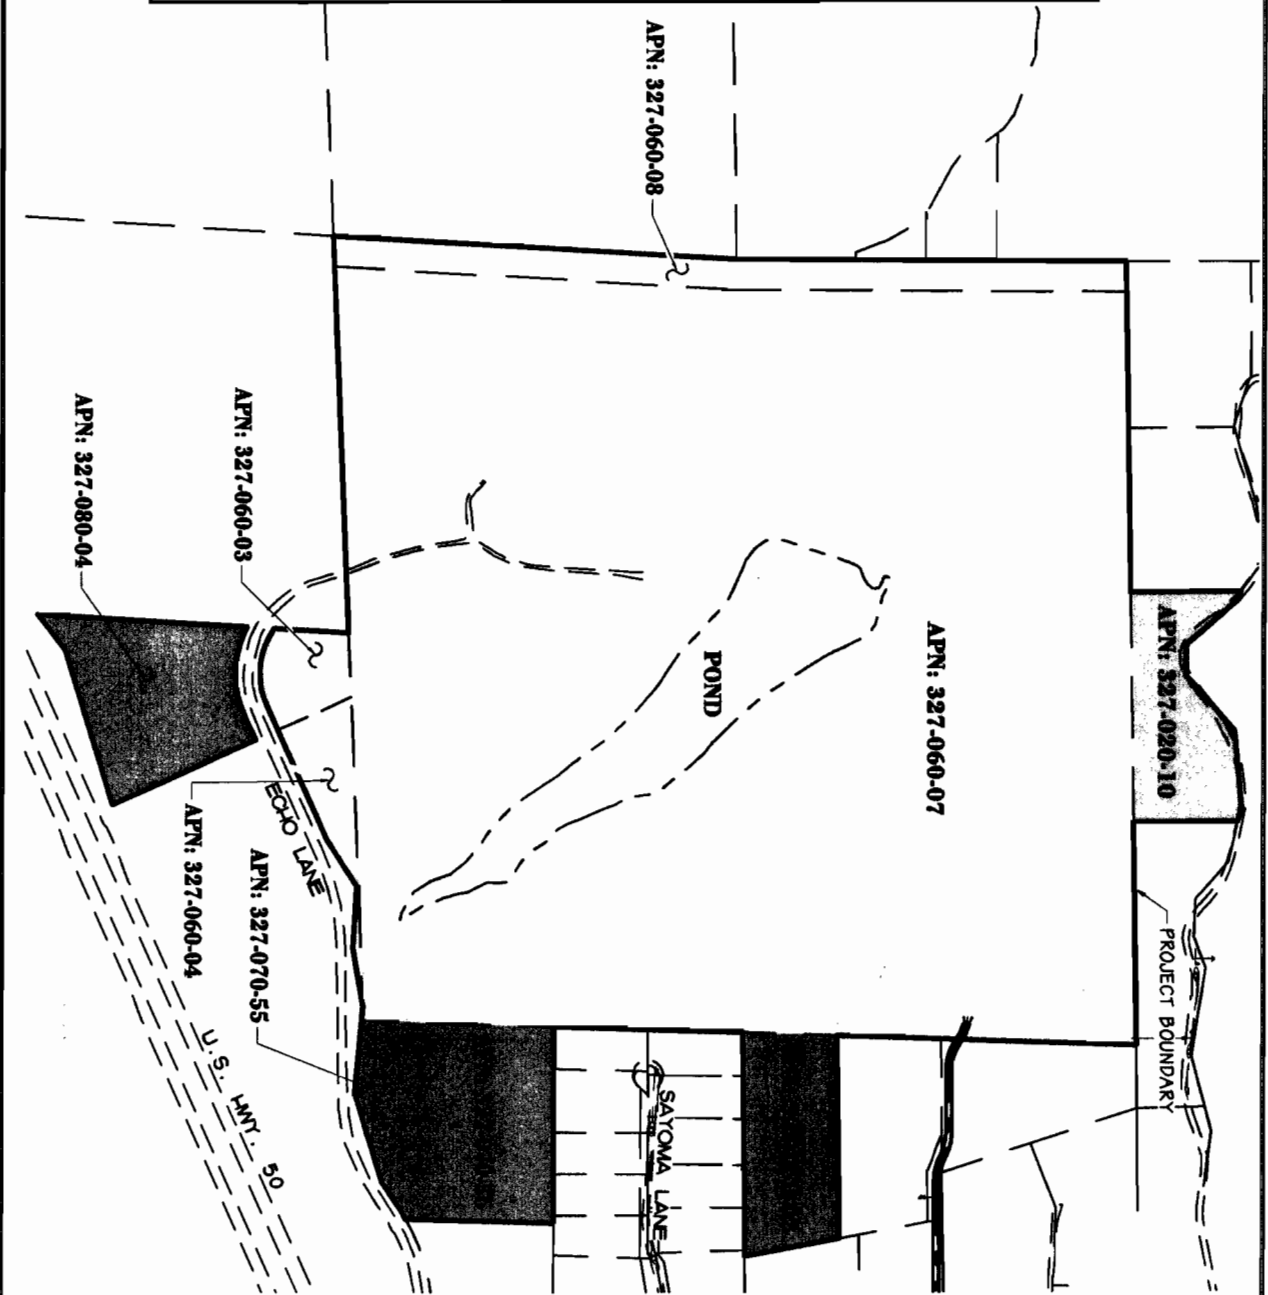 APN: 327-060-08
APN: 327-020-10
APN: 327-060-07
POND
PROJECT BOUNDARY
APN: 327-060-03
APN: 327-080-04
ECHO LANE
APN: 327-060-04
APN: 327-070-55
SAYOMA LANE
U.S. HWY. 50